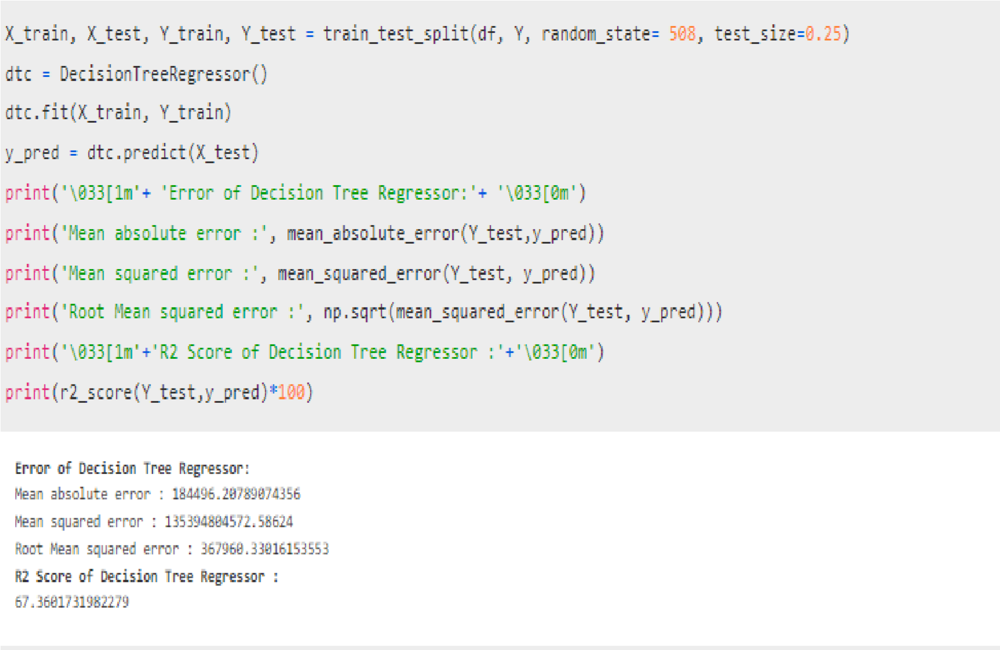 X_train, X_test, Y_train, Y_test = train_test_split(df, Y, random_state= 508, test_size=0.25)
dtc = DecisionTreeRegressor()
dtc.fit(X_train, Y_train)
y_pred = dtc.predict(X_test)
print('\033[1m'+ 'Error of Decision Tree Regressor:'+ '\033[0m')
print('Mean absolute error :', mean_absolute_error(Y_test,y_pred))
print('Mean squared error :', mean_squared_error(Y_test, y_pred))
print('Root Mean squared error :', np.sqrt(mean_squared_error(Y_test, y_pred)))
print('\033[1m'+'R2 Score of Decision Tree Regressor :'+'\033[0m')
print(r2_score(Y_test,y_pred)*100)
Error of Decision Tree Regressor:
Mean absolute error : 184496.20789074356
Mean squared error : 135394804572.58624
Root Mean squared error : 367960.33016153553
R2 Score of Decision Tree Regressor :
67.3601731982279